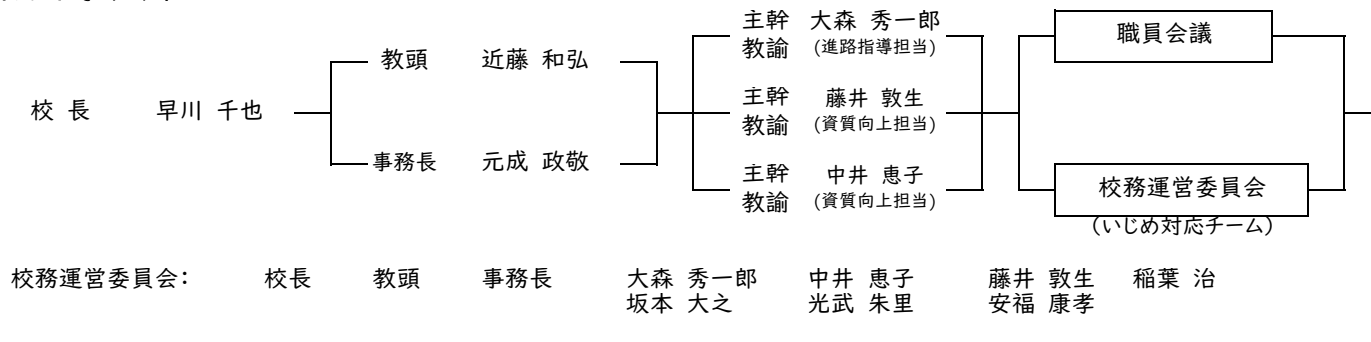 校 長 早川 千也
教頭 近藤 和弘
事務長 元成 政敬
主幹 大森 秀一郎
教諭 (進路指導担当)
主幹 藤井 敦生
教諭 (資質向上担当)
主幹 中井 恵子
教諭 (資質向上担当)
職員会議
校務運営委員会
(いじめ対応チーム)
校務運営委員会: 校長 教頭 事務長 大森 秀一郎 中井 恵子 藤井 敦生 稲葉 治
坂本 大之 光武 朱里 安福 康孝